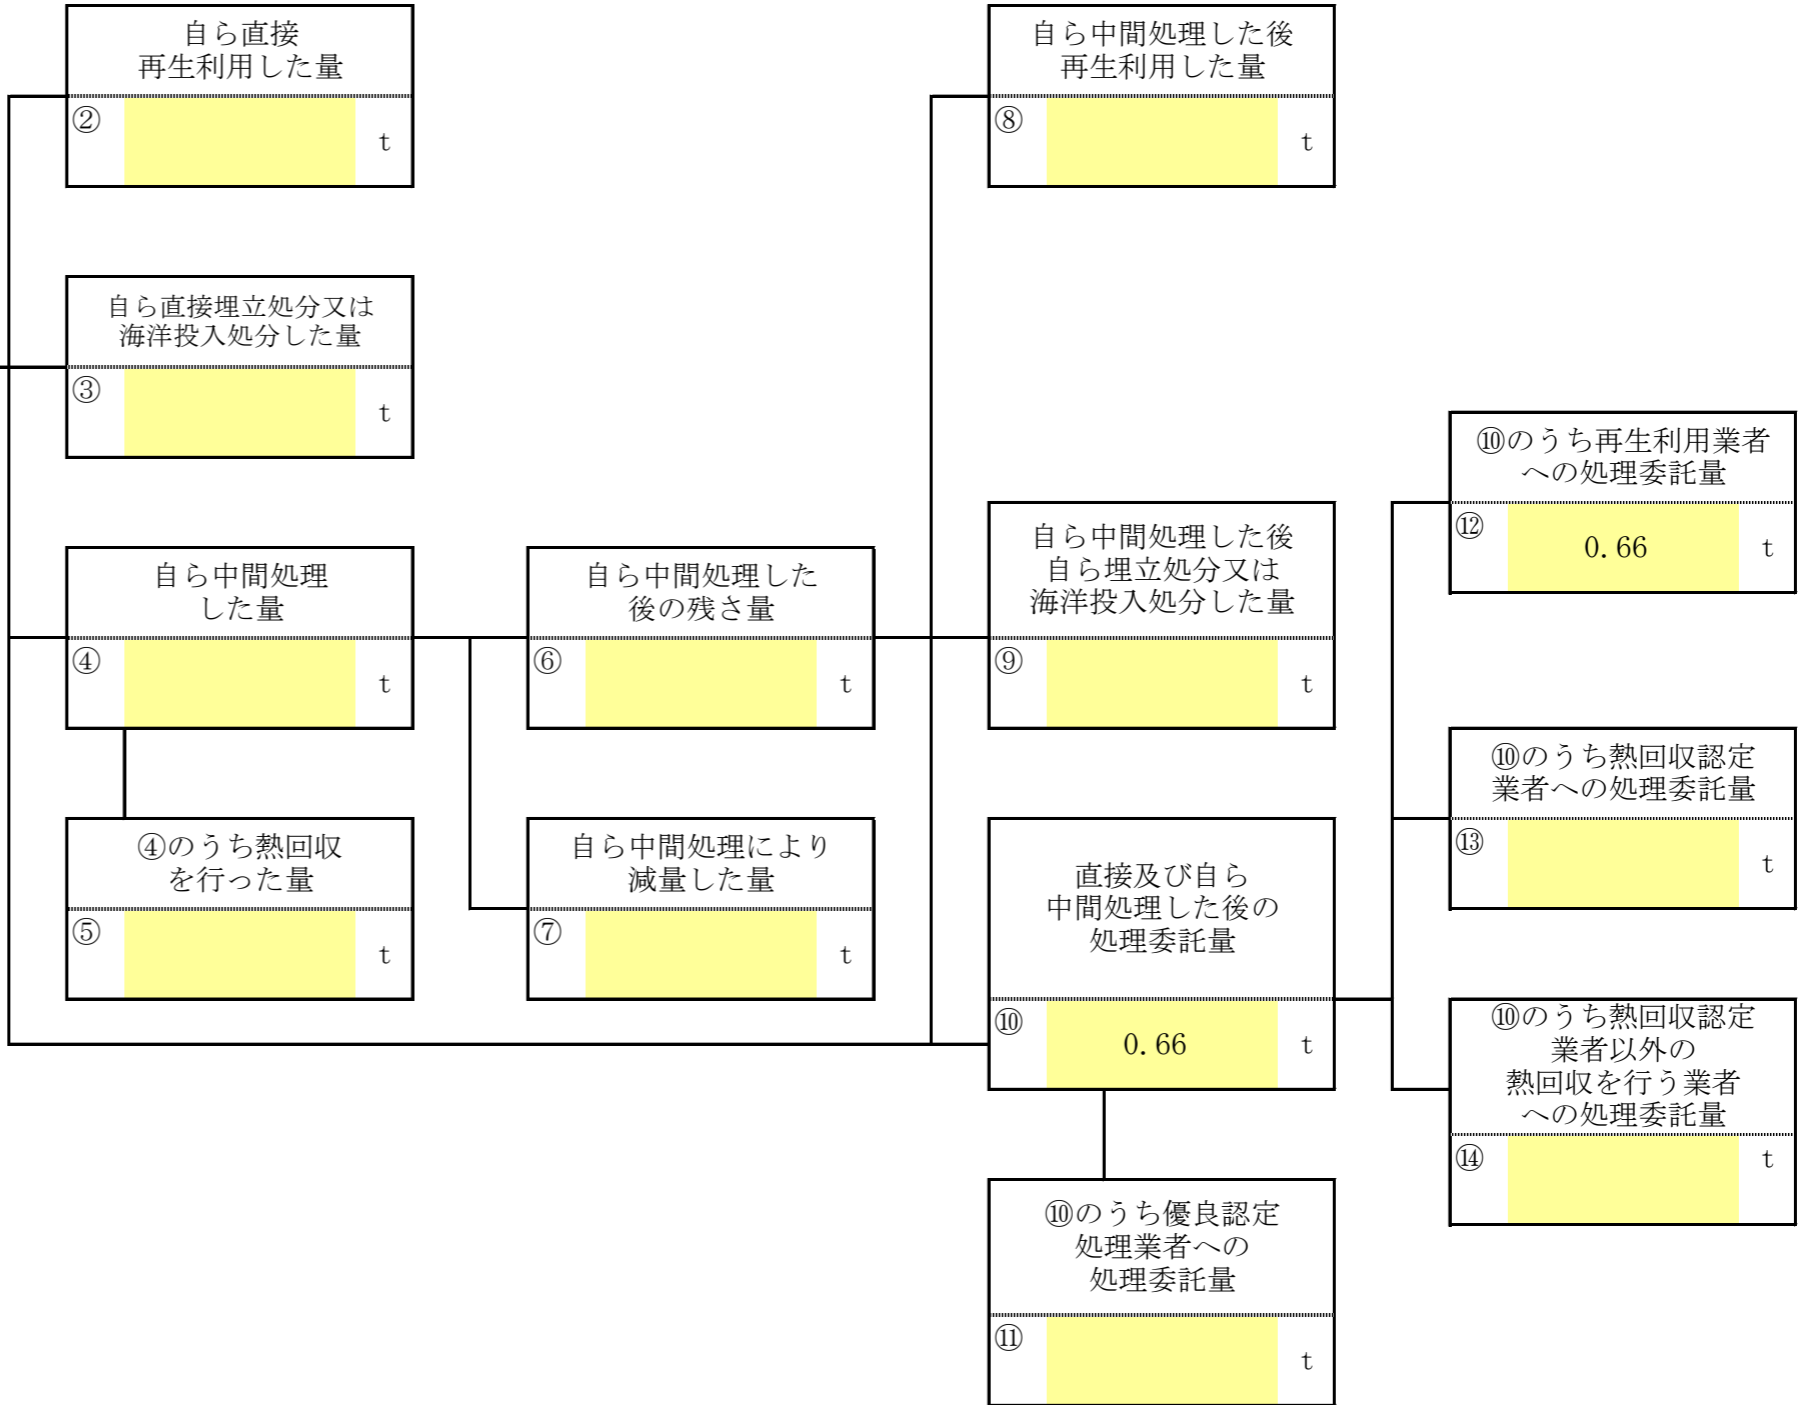 自ら直接
再生利用した量
②
t
自ら中間処理した後
再生利用した量
⑧
t
自ら直接埋立処分又は
海洋投入処分した量
③
t
⑩のうち再生利用業者
への処理委託量
⑫
0.66
t
自ら中間処理
した量
④
t
自ら中間処理した
後の残さ量
⑥
t
自ら中間処理した後
自ら埋立処分又は
海洋投入処分した量
⑨
t
⑩のうち熱回収認定
業者への処理委託量
⑬
t
④のうち熱回収
を行った量
⑤
t
自ら中間処理により
減量した量
⑦
t
直接及び自ら
中間処理した後の
処理委託量
⑩
0.66
t
⑩のうち熱回収認定
業者以外の
熱回収を行う業者
への処理委託量
⑭
t
⑩のうち優良認定
処理業者への
処理委託量
⑪
t